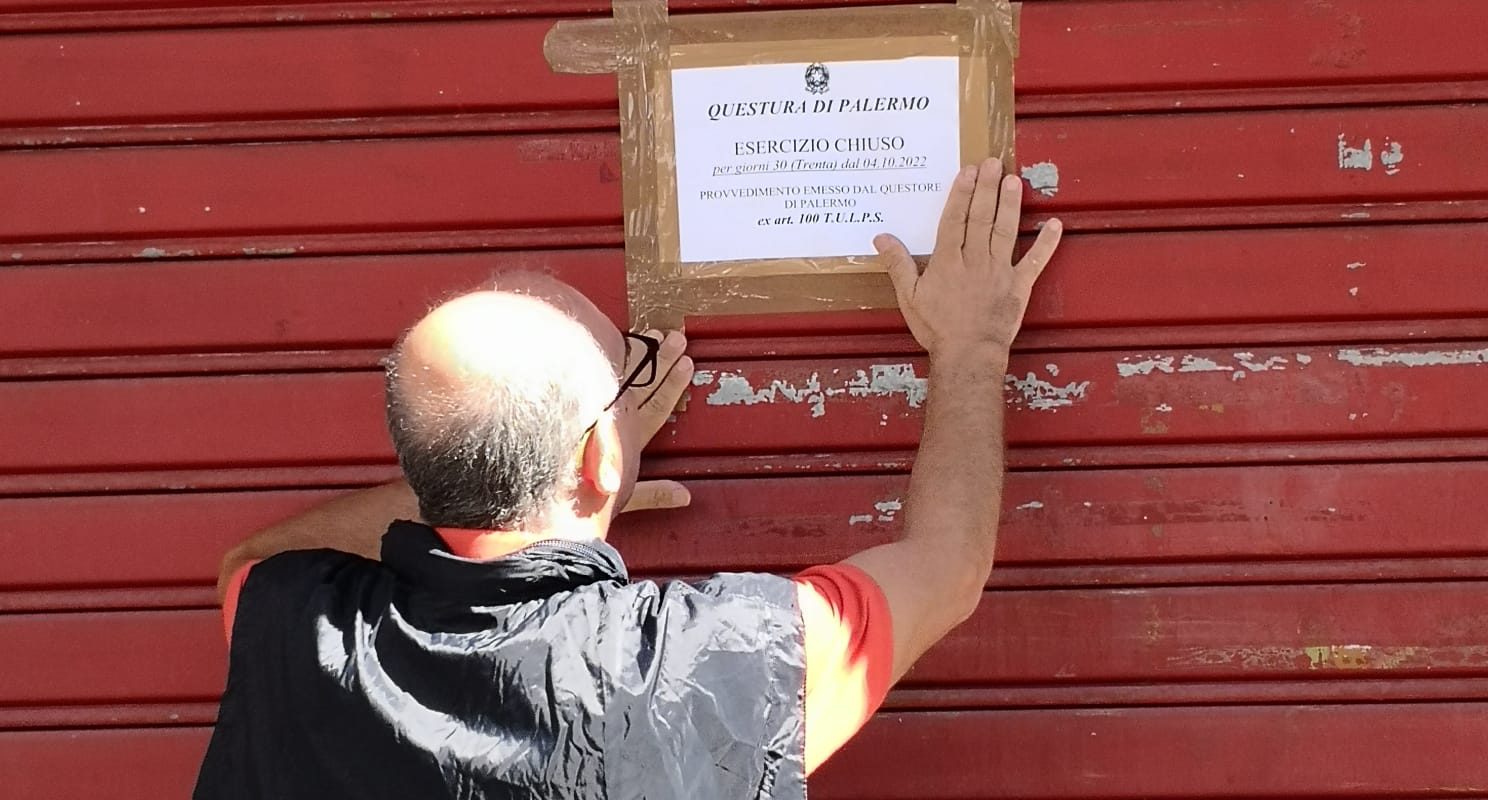 QUESTURA DI PALERMO
ESERCIZIO CHIUSO
per giorni 30 (Trenta) dal 04.10.2022
PROVVEDIMENTO EMESSO DAL QUESTORE
DI PALERMO
ex art. 100 T.U.L.P.S.